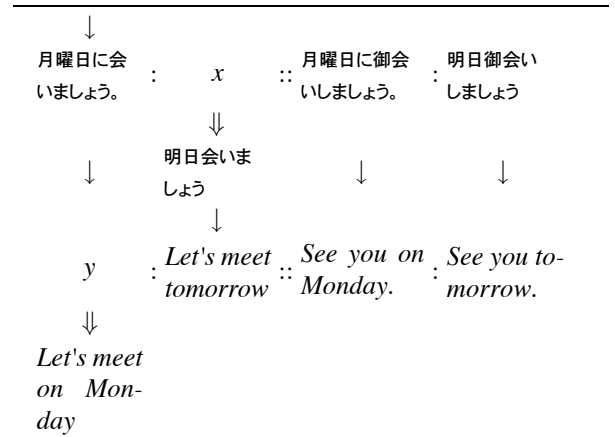 ↓
月曜日に会 : x :: 月曜日に御会 : 明日御会い
いましょう。 いしましょう。 しましょう
⇓
↓ 明日会いま ↓ ↓
しょう
↓
y : Let's meet :: See you on : See you to-
tomorrow Monday. morrow.
⇓
Let's meet
on Mon-
day